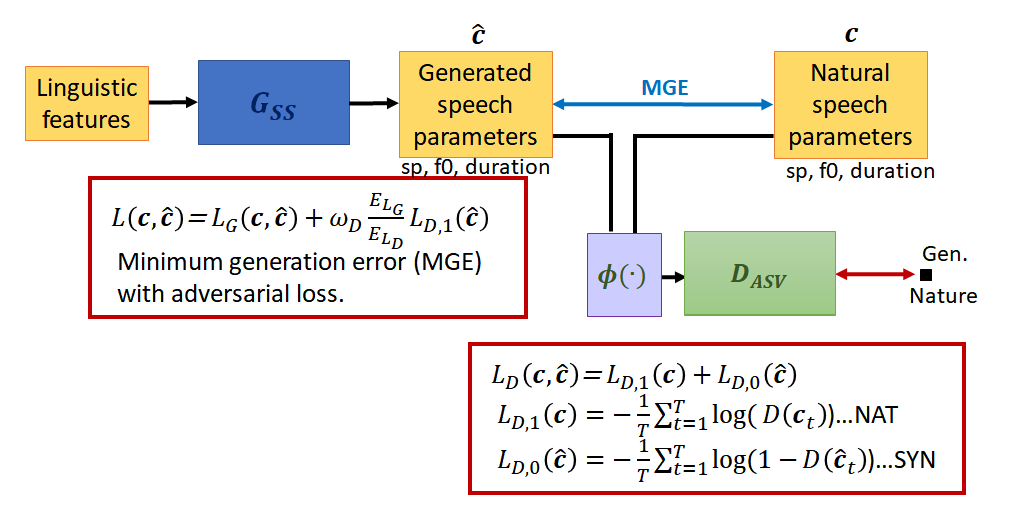 ĉ
c
Linguistic
features
G_SS
Generated
speech
parameters
MGE
Natural
speech
parameters
sp, f0, duration
sp, f0, duration
L(c,ĉ)=L_G(c,ĉ) + ω_D E_{L_G}/E_{L_D} L_{D,1}(ĉ)
Minimum generation error (MGE)
with adversarial loss.
ϕ(·)
D_ASV
Gen.
Nature
L_D(c,ĉ)=L_{D,1}(c) + L_{D,0}(ĉ)
L_{D,1}(c) = −1/T ∑_{t=1}^{T} log( D(c_t))...NAT
L_{D,0}(ĉ) = −1/T ∑_{t=1}^{T} log(1 − D(ĉ_t))...SYN